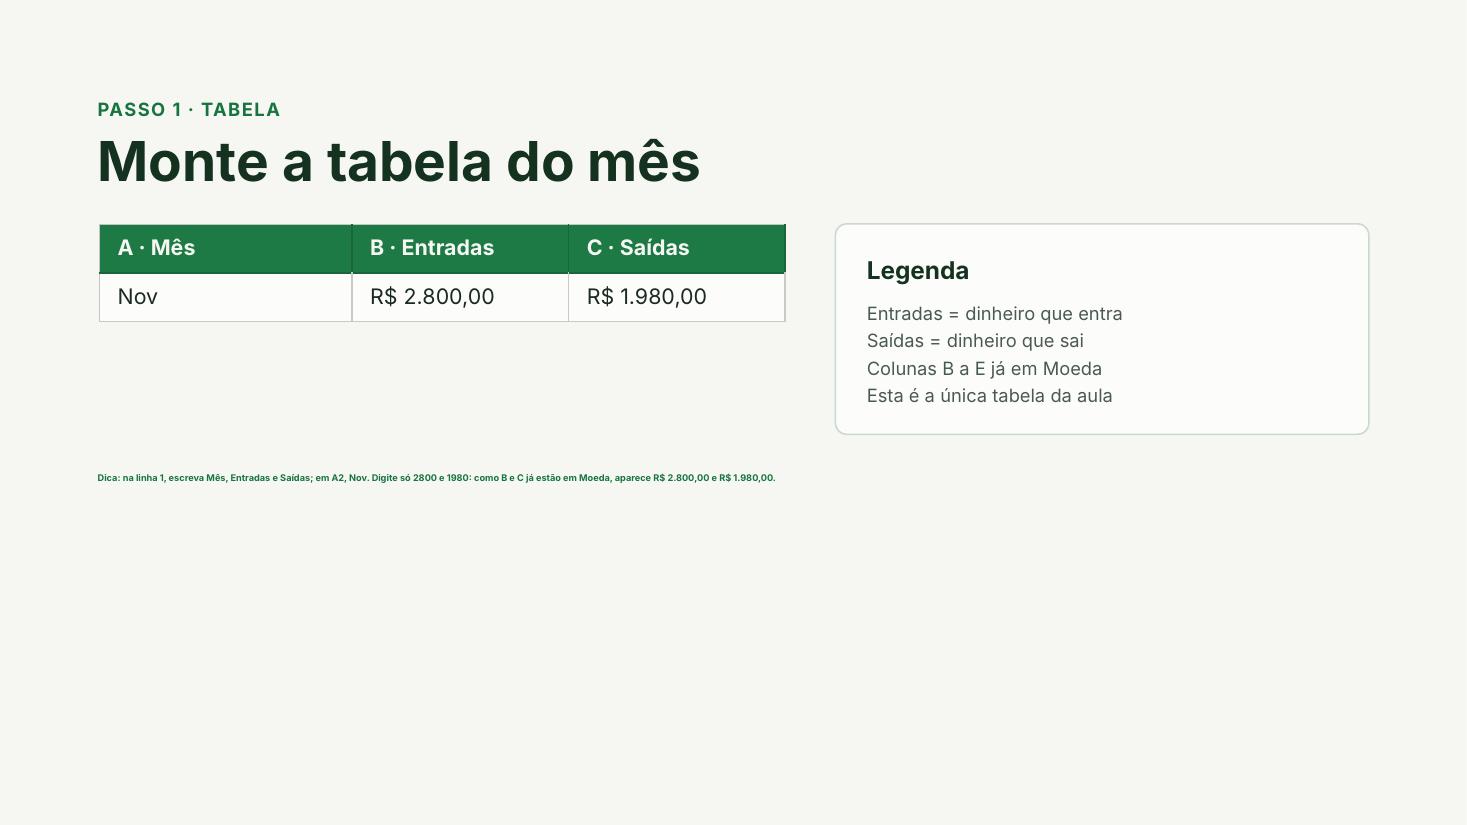 PASSO 1 · TABELA
Monte a tabela do mês
A · Mês B · Entradas C · Saídas
Nov R$ 2.800,00 R$ 1.980,00
Legenda
Entradas = dinheiro que entra
Saídas = dinheiro que sai
Colunas B a E já em Moeda
Esta é a única tabela da aula
Dica: na linha 1, escreva Mês, Entradas e Saídas; em A2, Nov. Digite só 2800 e 1980: como B e C já estão em Moeda, aparece R$ 2.800,00 e R$ 1.980,00.